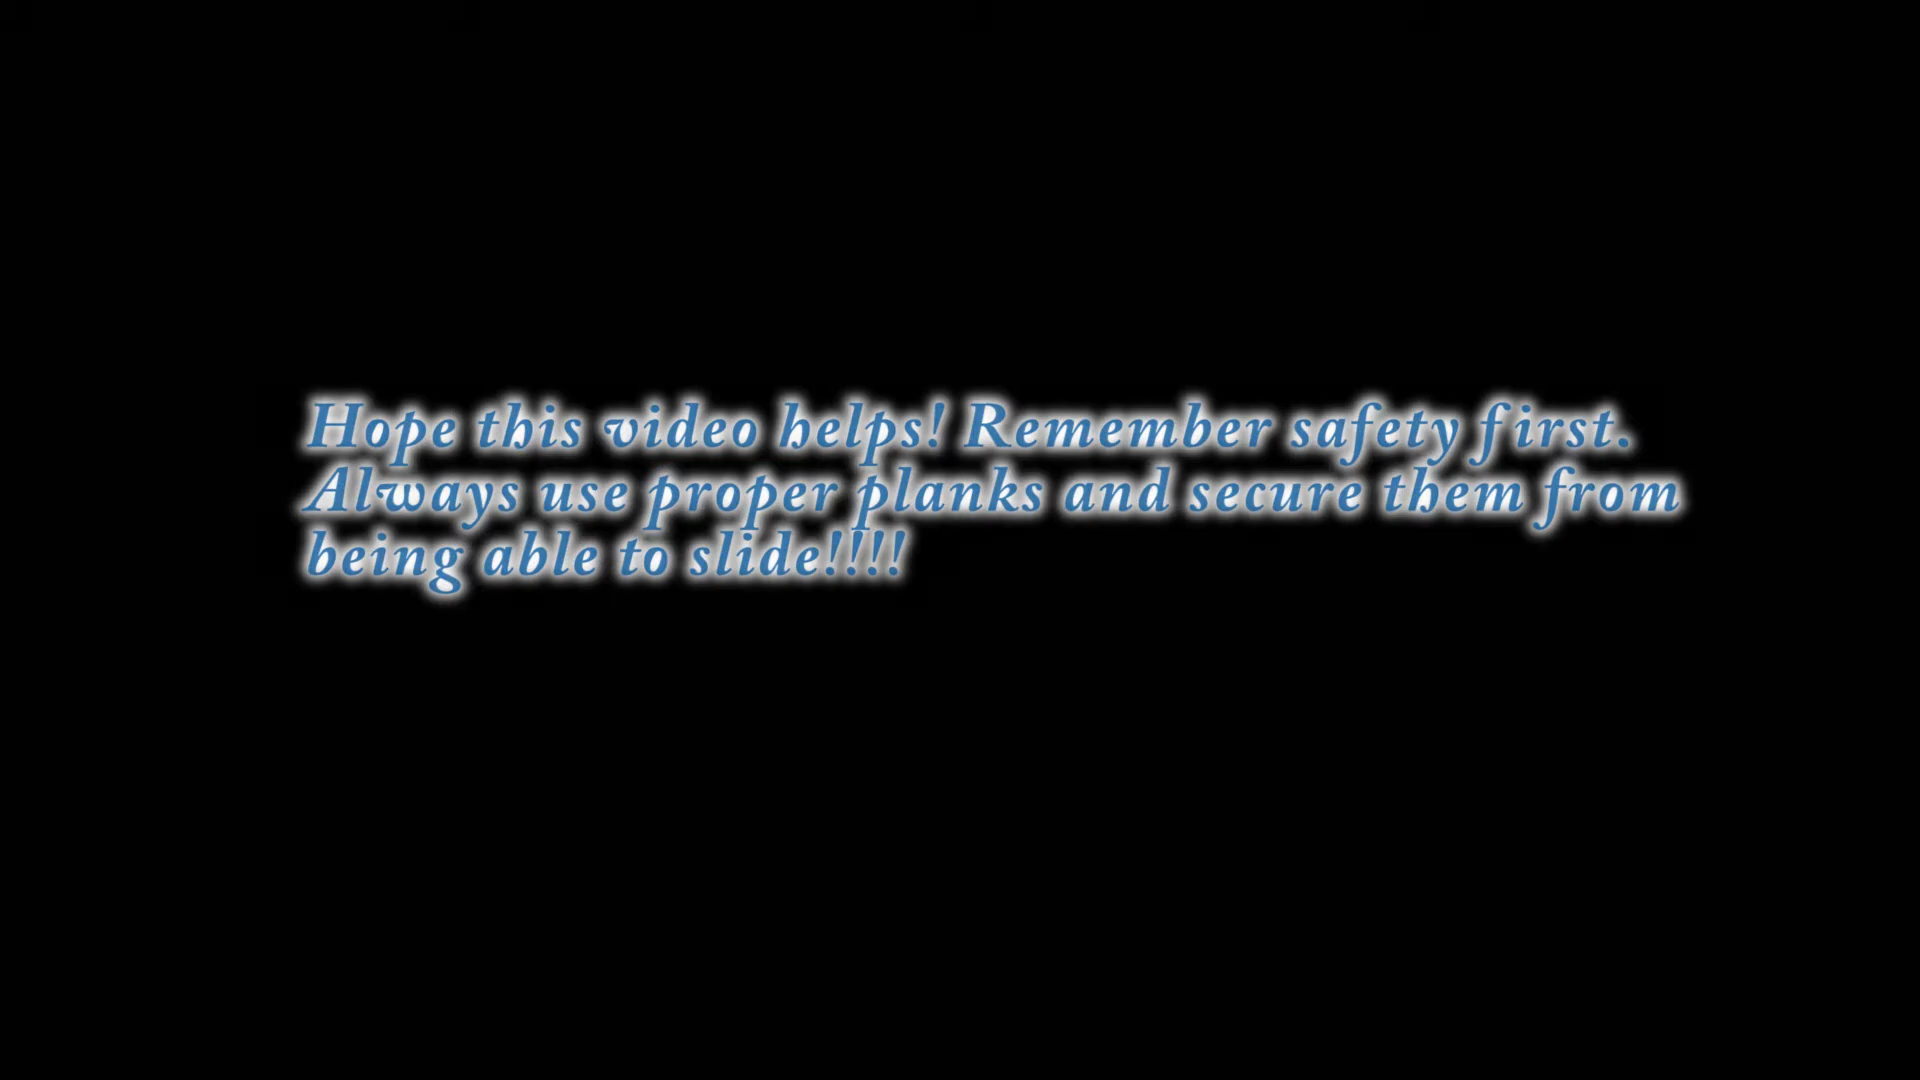 Hope this video helps! Remember safety first.
Always use proper planks and secure them from
being able to slide!!!!